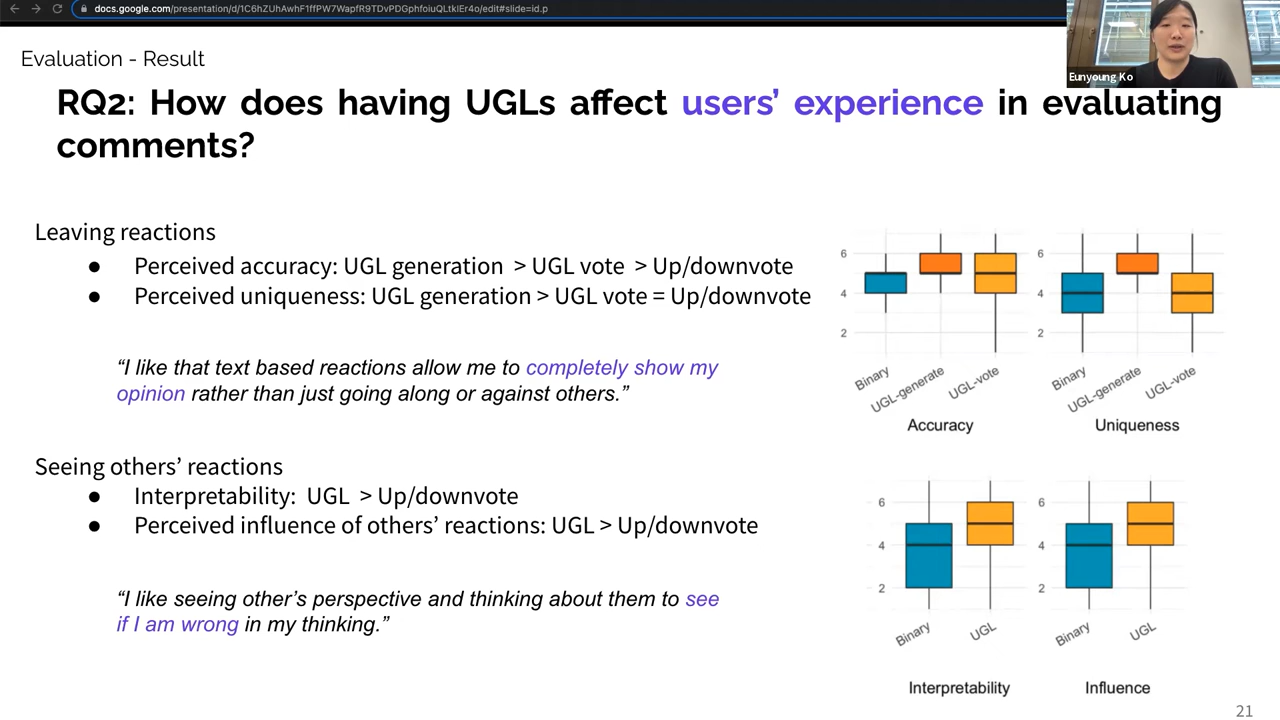 docs.google.com/presentation/d/1C6hZUhAwhF1ffPW7WapfR9TDvPDGphfoiuQLtkIEr4o/edit#slide=id.p
Eunyoung Ko
Evaluation - Result
RQ2: How does having UGLs affect users’ experience in evaluating
comments?
Leaving reactions
● Perceived accuracy: UGL generation > UGL vote > Up/downvote
● Perceived uniqueness: UGL generation > UGL vote = Up/downvote
“I like that text based reactions allow me to completely show my
opinion rather than just going along or against others.”
Seeing others’ reactions
● Interpretability: UGL > Up/downvote
● Perceived influence of others’ reactions: UGL > Up/downvote
“I like seeing other’s perspective and thinking about them to see
if I am wrong in my thinking.”
6
4
2
Binary
UGL-generate
UGL-vote
Accuracy
6
4
2
Binary
UGL-generate
UGL-vote
Uniqueness
6
4
2
Binary
UGL
Interpretability
6
4
2
Binary
UGL
Influence
21